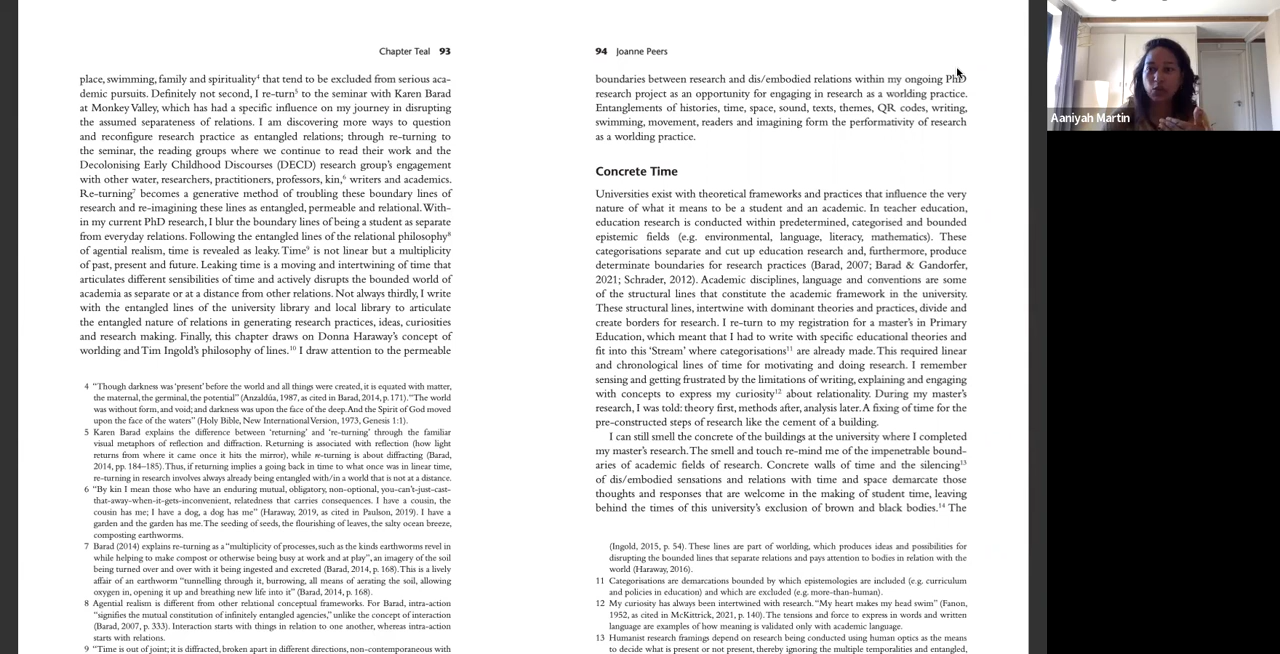 Chapter Teal 93
place, swimming, family and spirituality4 that tend to be excluded from serious aca-
demic pursuits. Definitely not second, I re-turn5 to the seminar with Karen Barad
at Monkey Valley, which has had a specific influence on my journey in disrupting
the assumed separateness of relations. I am discovering more ways to question
and reconfigure research practice as entangled relations; through re-turning to
the seminar, the reading groups where we continue to read their work and the
Decolonising Early Childhood Discourses (DECD) research group's engagement
with other water, researchers, practitioners, professors, kin,6 writers and academics.
Re-turning7 becomes a generative method of troubling these boundary lines of
research and re-imagining these lines as entangled, permeable and relational. With-
in my current PhD research, I blur the boundary lines of being a student as separate
from everyday relations. Following the entangled lines of the relational philosophy8
of agential realism, time is revealed as leaky. Time9 is not linear but a multiplicity
of past, present and future. Leaking time is a moving and intertwining of time that
articulates different sensibilities of time and actively disrupts the bounded world of
academia as separate or at a distance from other relations. Not always thirdly, I write
with the entangled lines of the university library and local library to articulate
the entangled nature of relations in generating research practices, ideas, curiosities
and research making. Finally, this chapter draws on Donna Haraway's concept of
worlding and Tim Ingold's philosophy of lines.10 I draw attention to the permeable
4 "Though darkness was 'present' before the world and all things were created, it is equated with matter,
the maternal, the germinal, the potential" (Anzaldúa, 1987, as cited in Barad, 2014, p. 171). "The world
was without form, and void; and darkness was upon the face of the deep. And the Spirit of God moved
upon the face of the waters" (Holy Bible, New International Version, 1973, Genesis 1:1).
5 Karen Barad explains the difference between 'returning' and 're-turning' through the familiar
visual metaphors of reflection and diffraction. Returning is associated with reflection (how light
returns from where it came once it hits the mirror), while re-turning is about diffracting (Barad,
2014, pp. 184–185). Thus, if returning implies a going back in time to what once was in linear time,
re-turning in research involves always already being entangled with/in a world that is not at a distance.
6 "By kin I mean those who have an enduring mutual, obligatory, non-optional, you-can't-just-cast-
that-away-when-it-gets-inconvenient, relatedness that carries consequences. I have a cousin, the
cousin has me; I have a dog, a dog has me" (Haraway, 2019, as cited in Paulson, 2019). I have a
garden and the garden has me. The seeding of seeds, the flourishing of leaves, the salty ocean breeze,
composting earthworms.
7 Barad (2014) explains re-turning as a "multiplicity of processes, such as the kinds earthworms revel in
while helping to make compost or otherwise being busy at work and at play", an imagery of the soil
being turned over and over with it being ingested and excreted (Barad, 2014, p. 168). This is a lively
affair of an earthworm "tunnelling through it, burrowing, all means of aerating the soil, allowing
oxygen in, opening it up and breathing new life into it" (Barad, 2014, p. 168).
8 Agential realism is different from other relational conceptual frameworks. For Barad, intra-action
"signifies the mutual constitution of infinitely entangled agencies," unlike the concept of interaction
(Barad, 2007, p. 333). Interaction starts with things in relation to one another, whereas intra-action
starts with relations.
9 "Time is out of joint; it is diffracted, broken apart in different directions, non-contemporaneous with
94 Joanne Peers
boundaries between research and dis/embodied relations within my ongoing PhD
research project as an opportunity for engaging in research as a worlding practice.
Entanglements of histories, time, space, sound, texts, themes, QR codes, writing,
swimming, movement, readers and imagining form the performativity of research
as a worlding practice.
Concrete Time
Universities exist with theoretical frameworks and practices that influence the very
nature of what it means to be a student and an academic. In teacher education,
education research is conducted within predetermined, categorised and bounded
epistemic fields (e.g. environmental, language, literacy, mathematics). These
categorisations separate and cut up education research and, furthermore, produce
determinate boundaries for research practices (Barad, 2007; Barad & Gandorfer,
2021; Schrader, 2012). Academic disciplines, language and conventions are some
of the structural lines that constitute the academic framework in the university.
These structural lines, intertwine with dominant theories and practices, divide and
create borders for research. I re-turn to my registration for a master's in Primary
Education, which meant that I had to write with specific educational theories and
fit into this 'Stream' where categorisations11 are already made. This required linear
and chronological lines of time for motivating and doing research. I remember
sensing and getting frustrated by the limitations of writing, explaining and engaging
with concepts to express my curiosity12 about relationality. During my master's
research, I was told: theory first, methods after, analysis later. A fixing of time for the
pre-constructed steps of research like the cement of a building.
I can still smell the concrete of the buildings at the university where I completed
my master's research. The smell and touch re-mind me of the impenetrable bound-
aries of academic fields of research. Concrete walls of time and the silencing13
of dis/embodied sensations and relations with time and space demarcate those
thoughts and responses that are welcome in the making of student time, leaving
behind the times of this university's exclusion of brown and black bodies.14 The
(Ingold, 2015, p. 54). These lines are part of worlding, which produces ideas and possibilities for
disrupting the bounded lines that separate relations and pays attention to bodies in relation with the
world (Haraway, 2016).
11 Categorisations are demarcations bounded by which epistemologies are included (e.g. curriculum
and policies in education) and which are excluded (e.g. more-than-human).
12 My curiosity has always been intertwined with research. "My heart makes my head swim" (Fanon,
1952, as cited in McKittrick, 2021, p. 140). The tensions and force to express in words and written
language are examples of how meaning is validated only with academic language.
13 Humanist research framings depend on research being conducted using human optics as the means
to decide what is present or not present, thereby ignoring the multiple temporalities and entangled,
Aaniyah Martin